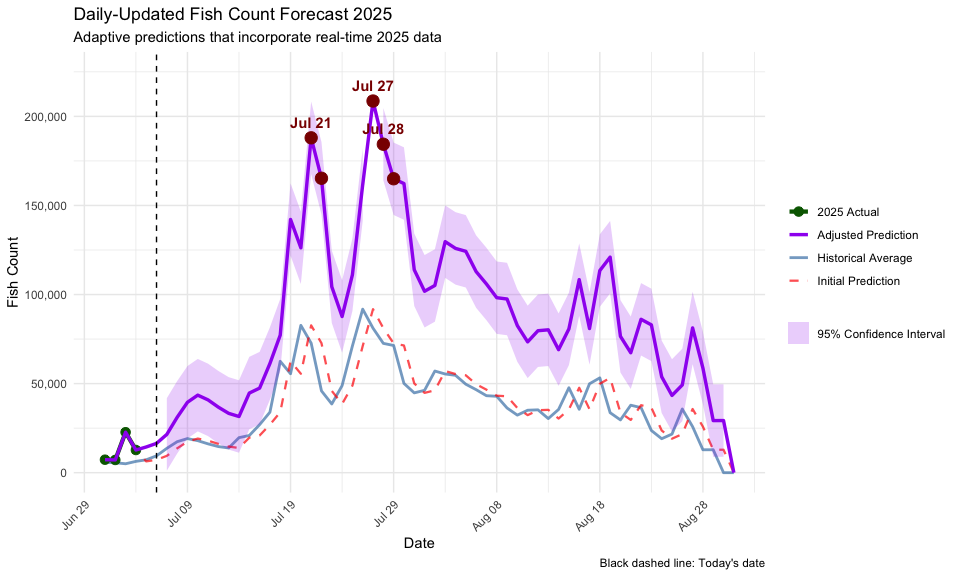 Daily-Updated Fish Count Forecast 2025
Adaptive predictions that incorporate real-time 2025 data
Fish Count
200,000
150,000
100,000
50,000
0
Jul 27
Jul 21
Jul 28
Jun 29
Jul 09
Jul 19
Jul 29
Aug 08
Aug 18
Aug 28
Date
2025 Actual
Adjusted Prediction
Historical Average
Initial Prediction
95% Confidence Interval
Black dashed line: Today's date